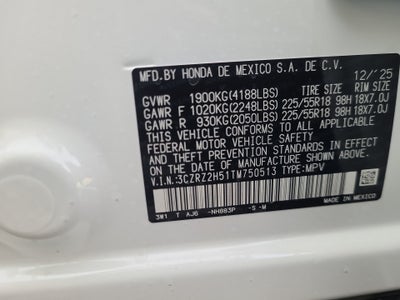 MFD.BY HONDA DE MEXICO S.A. DE C.V. 12/'25
GVWR 1900KG(4188LBS) TIRE SIZE RIM SIZE
GAWR F 1020KG(2248LBS) 225/55R18 98H 18X7.0J
GAWR R 930KG(2050LBS) 225/55R18 98H 18X7.0J
THIS VEHICLE CONFORMS TO ALL APPLICABLE
FEDERAL MOTOR VEHICLE SAFETY AND
THEFT PREVENTION STANDARDS IN EFFECT
ON THE DATE OF MANUFACTURE SHOWN ABOVE.
V.I.N.:3CZRZ2H51TM750513 TYPE:MPV
3W1 T AJ6 -NH883P -S -M MADE IN MEXICO